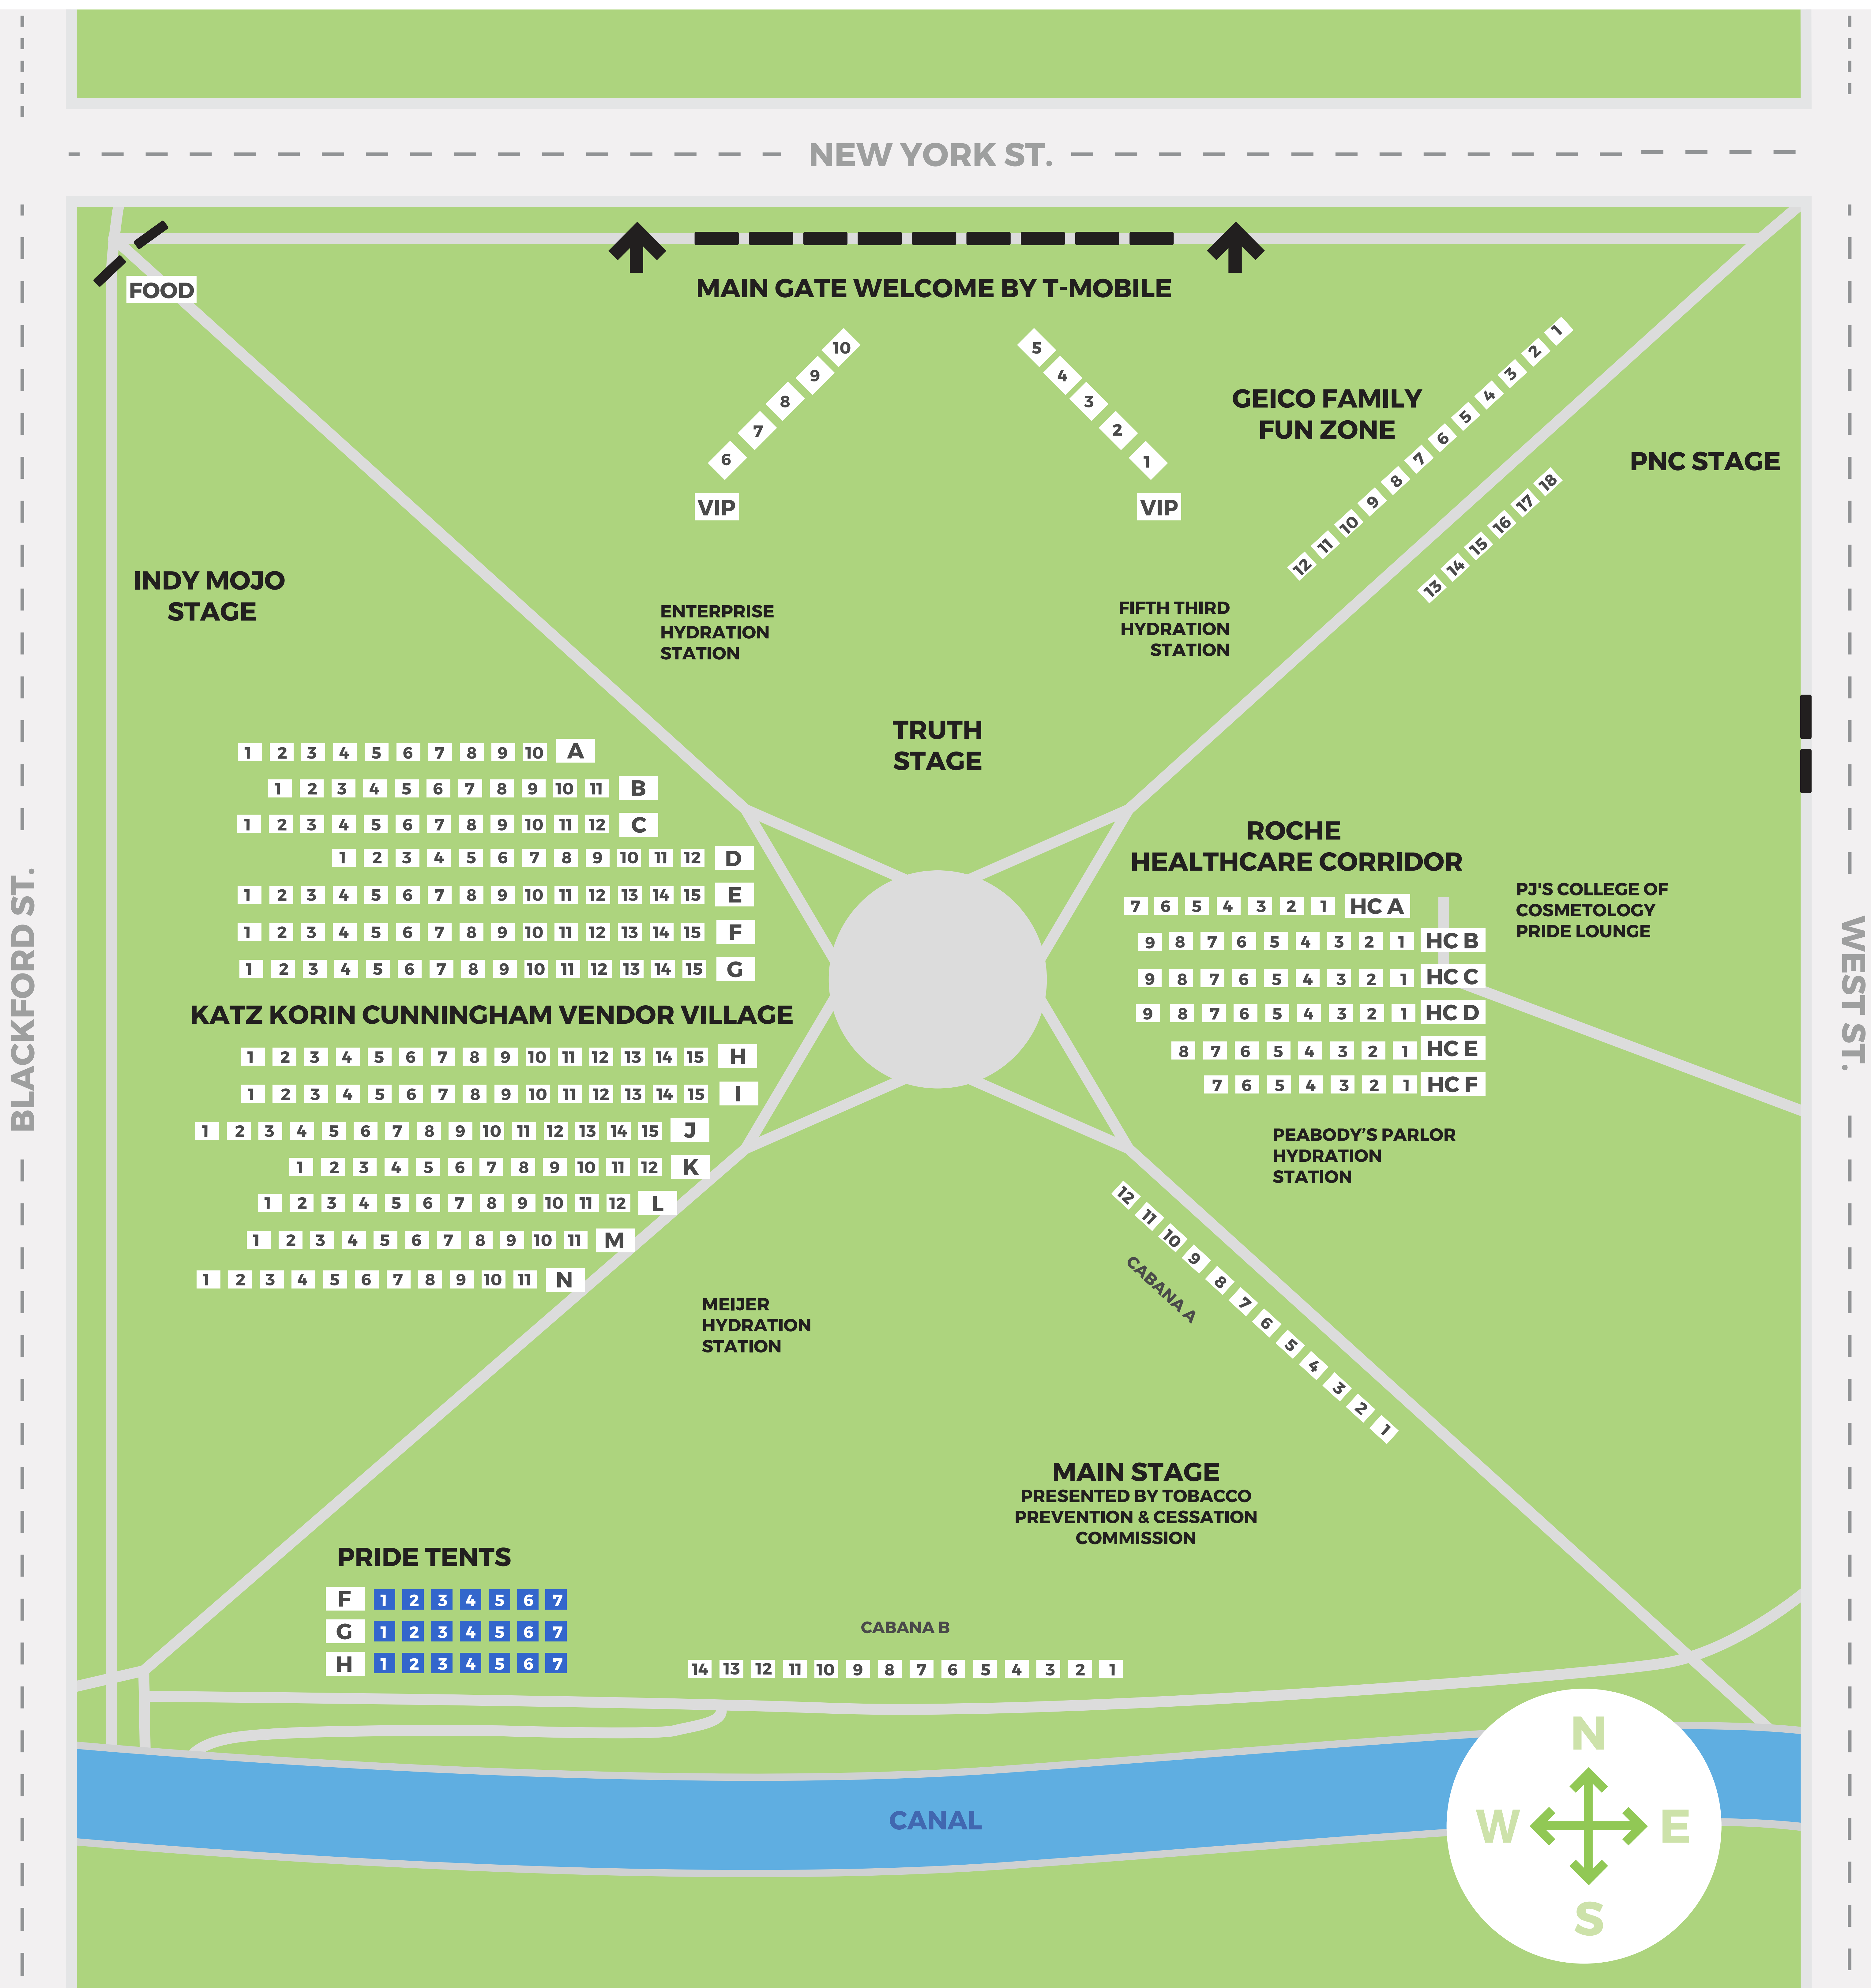 NEW YORK ST.
FOOD
MAIN GATE WELCOME BY T-MOBILE
10
9
8
7
6
VIP
5
4
3
2
1
VIP
GEICO FAMILY
FUN ZONE
1
2
3
4
5
6
7
8
9
10
11
12
PNC STAGE
18
17
16
15
14
13
INDY MOJO
STAGE
ENTERPRISE
HYDRATION
STATION
FIFTH THIRD
HYDRATION
STATION
TRUTH
STAGE
1 2 3 4 5 6 7 8 9 10 A
1 2 3 4 5 6 7 8 9 10 11 B
1 2 3 4 5 6 7 8 9 10 11 12 C
1 2 3 4 5 6 7 8 9 10 11 12 D
1 2 3 4 5 6 7 8 9 10 11 12 13 14 15 E
1 2 3 4 5 6 7 8 9 10 11 12 13 14 15 F
1 2 3 4 5 6 7 8 9 10 11 12 13 14 15 G
KATZ KORIN CUNNINGHAM VENDOR VILLAGE
1 2 3 4 5 6 7 8 9 10 11 12 13 14 15 H
1 2 3 4 5 6 7 8 9 10 11 12 13 14 15 I
1 2 3 4 5 6 7 8 9 10 11 12 13 14 15 J
1 2 3 4 5 6 7 8 9 10 11 12 K
1 2 3 4 5 6 7 8 9 10 11 12 L
1 2 3 4 5 6 7 8 9 10 11 M
1 2 3 4 5 6 7 8 9 10 11 N
BLACKFORD ST.
ROCHE
HEALTHCARE CORRIDOR
7 6 5 4 3 2 1 HC A
9 8 7 6 5 4 3 2 1 HC B
9 8 7 6 5 4 3 2 1 HC C
9 8 7 6 5 4 3 2 1 HC D
8 7 6 5 4 3 2 1 HC E
7 6 5 4 3 2 1 HC F
PJ'S COLLEGE OF
COSMETOLOGY
PRIDE LOUNGE
WEST ST.
PEABODY’S PARLOR
HYDRATION
STATION
12
11
10
9
8
7
6
5
4
3
2
1
CABANA A
MEIJER
HYDRATION
STATION
MAIN STAGE
PRESENTED BY TOBACCO
PREVENTION & CESSATION
COMMISSION
PRIDE TENTS
F 1 2 3 4 5 6 7
G 1 2 3 4 5 6 7
H 1 2 3 4 5 6 7
CABANA B
14 13 12 11 10 9 8 7 6 5 4 3 2 1
CANAL
N
W E
S